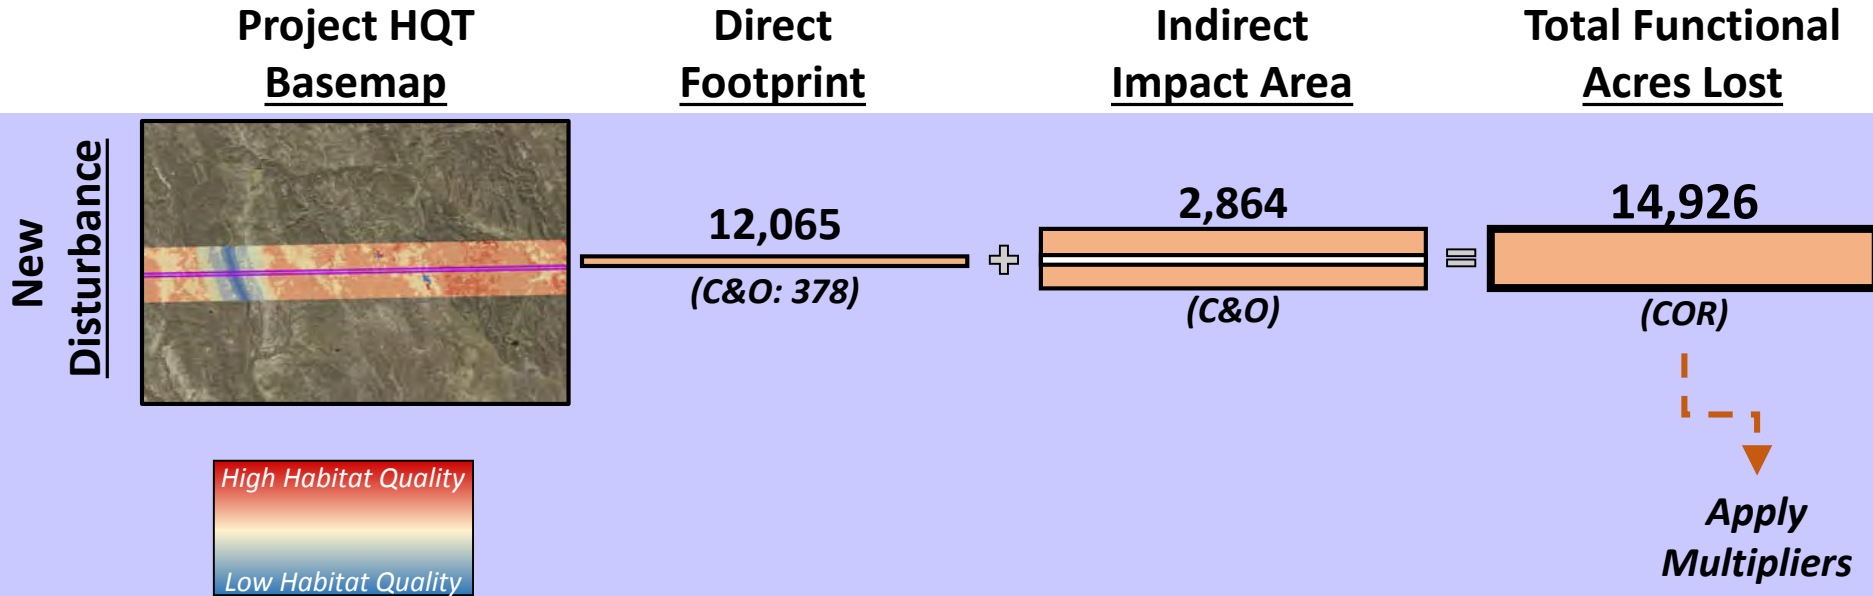 Project HQT
Basemap
Direct
Footprint
Indirect
Impact Area
Total Functional
Acres Lost
New
Disturbance
12,065
(C&O: 378)
2,864
(C&O)
14,926
(COR)
High Habitat Quality
Low Habitat Quality
Apply
Multipliers